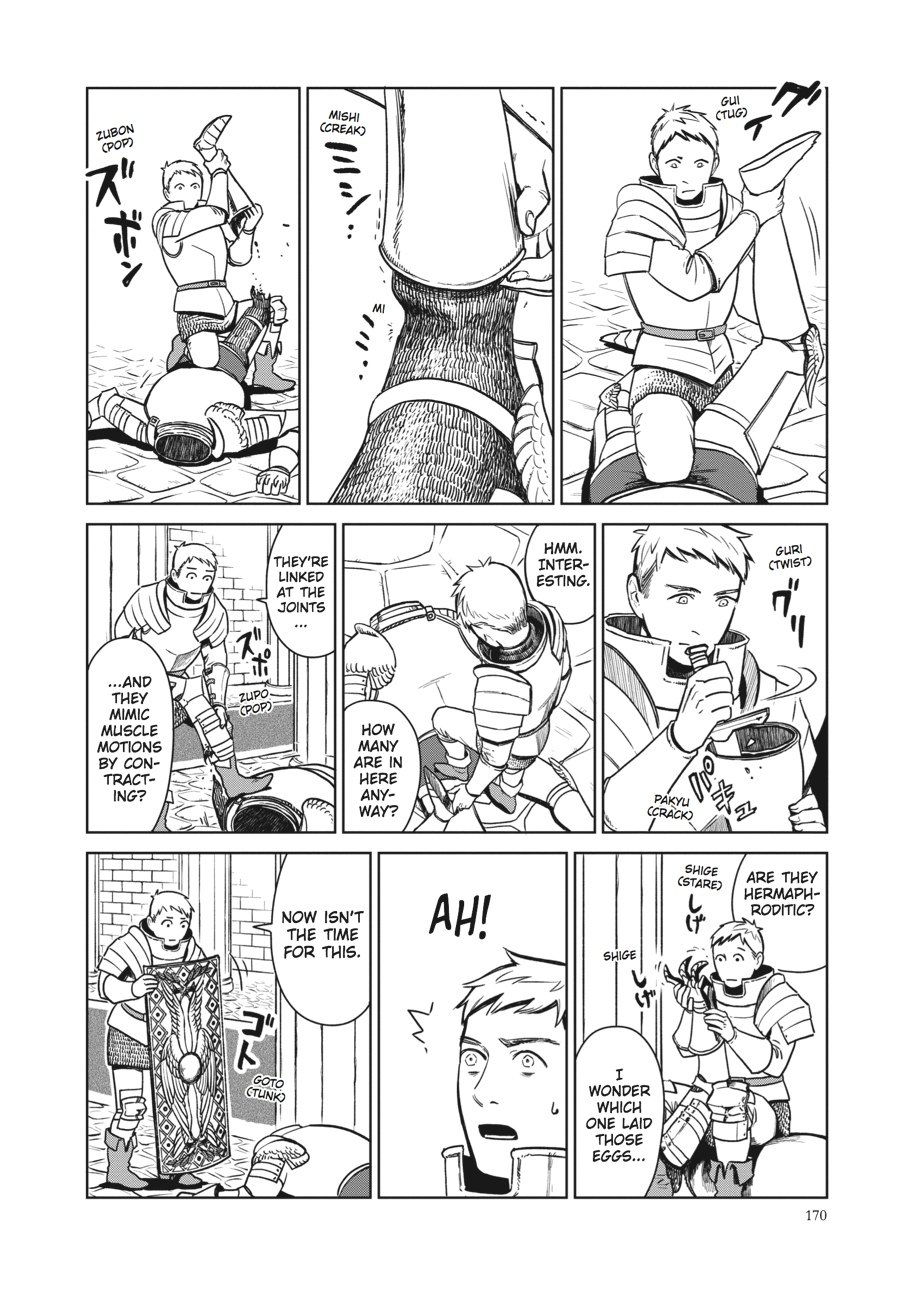 GUI
(TUG)
グイ
MISHI
(CREAK)
ミシ…
MI
ミ…
ZUBON
(POP)
ズボン
GURI
(TWIST)
グリ
PAKYU
(CRACK)
パキュ
HMM.
INTER-
ESTING.
HOW
MANY
ARE IN
HERE
ANY-
WAY?
THEY'RE
LINKED
AT THE
JOINTS
...
ズポ
ZUPO
(POP)
...AND
THEY
MIMIC
MUSCLE
MOTIONS
BY CON-
TRACT-
ING?
ARE THEY
HERMAPH-
RODITIC?
SHIGE
(STARE)
しげ
SHIGE
しげ
I
WONDER
WHICH
ONE LAID
THOSE
EGGS...
AH!
NOW ISN'T
THE TIME
FOR THIS.
ゴト
GOTO
(TUNK)
170